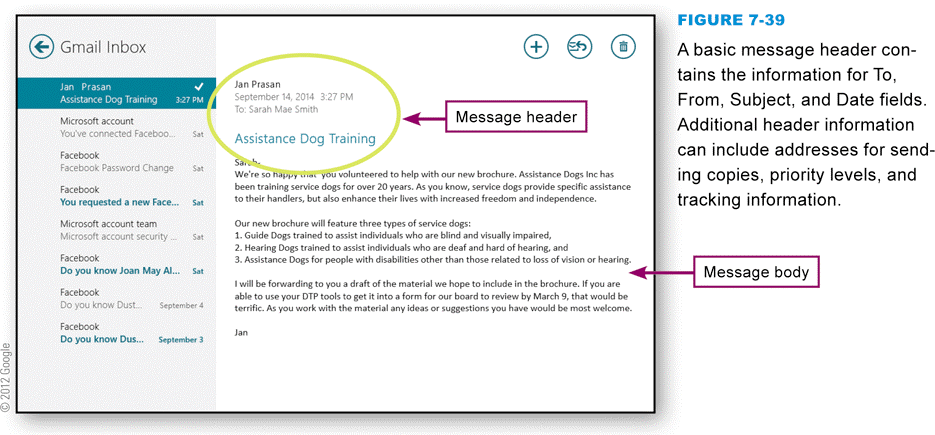 Gmail Inbox
Jan Prasan
Assistance Dog Training 3:27 PM
Microsoft account
You've connected Faceboo... Sat
Facebook
Facebook Password Change Sat
Facebook
You requested a new Face... Sat
Microsoft account team
Microsoft account security ... Sat
Facebook
Do you know Joan May Al... Sat
Facebook
Do you know Dust... September 4
Facebook
Do you know Dus... September 3
Jan Prasan
September 14, 2014 3:27 PM
To: Sarah Mae Smith
Assistance Dog Training
Sarah-
We're so happy that you volunteered to help with our new brochure. Assistance Dogs Inc has
been training service dogs for over 20 years. As you know, service dogs provide specific assistance
to their handlers, but also enhance their lives with increased freedom and independence.
Our new brochure will feature three types of service dogs:
1. Guide Dogs trained to assist individuals who are blind and visually impaired,
2. Hearing Dogs trained to assist individuals who are deaf and hard of hearing, and
3. Assistance Dogs for people with disabilities other than those related to loss of vision or hearing.
I will be forwarding to you a draft of the material we hope to include in the brochure. If you are
able to use your DTP tools to get it into a form for our board to review by March 9, that would be
terrific. As you work with the material any ideas or suggestions you have would be most welcome.
Jan
Message header
Message body
© 2012 Google
FIGURE 7-39
A basic message header con-
tains the information for To,
From, Subject, and Date fields.
Additional header information
can include addresses for send-
ing copies, priority levels, and
tracking information.